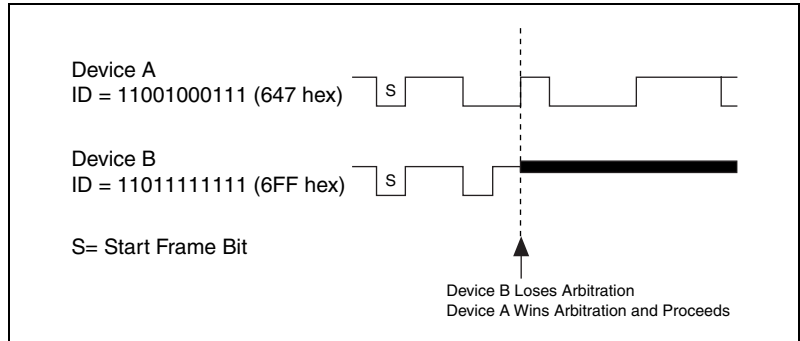 Device A
ID = 11001000111 (647 hex)
S
Device B
ID = 11011111111 (6FF hex)
S
S= Start Frame Bit
Device B Loses Arbitration
Device A Wins Arbitration and Proceeds